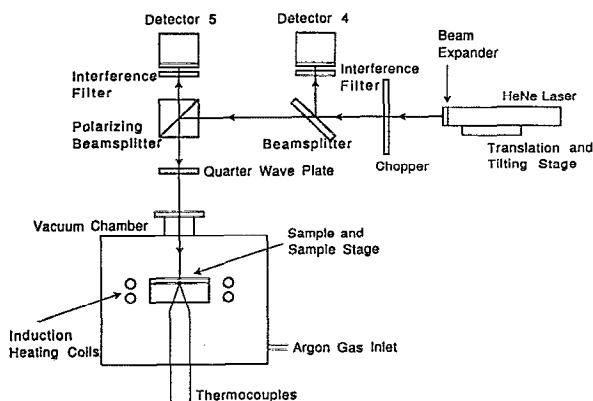 Detector 5
Detector 4
Beam
Expander
Interference
Filter
Interference
Filter
HeNe Laser
Polarizing
Beamsplitter
Beamsplitter
Chopper
Translation and
Tilting Stage
Quarter Wave Plate
Vacuum Chamber
Sample and
Sample Stage
Induction
Heating Coils
Argon Gas Inlet
Thermocouples